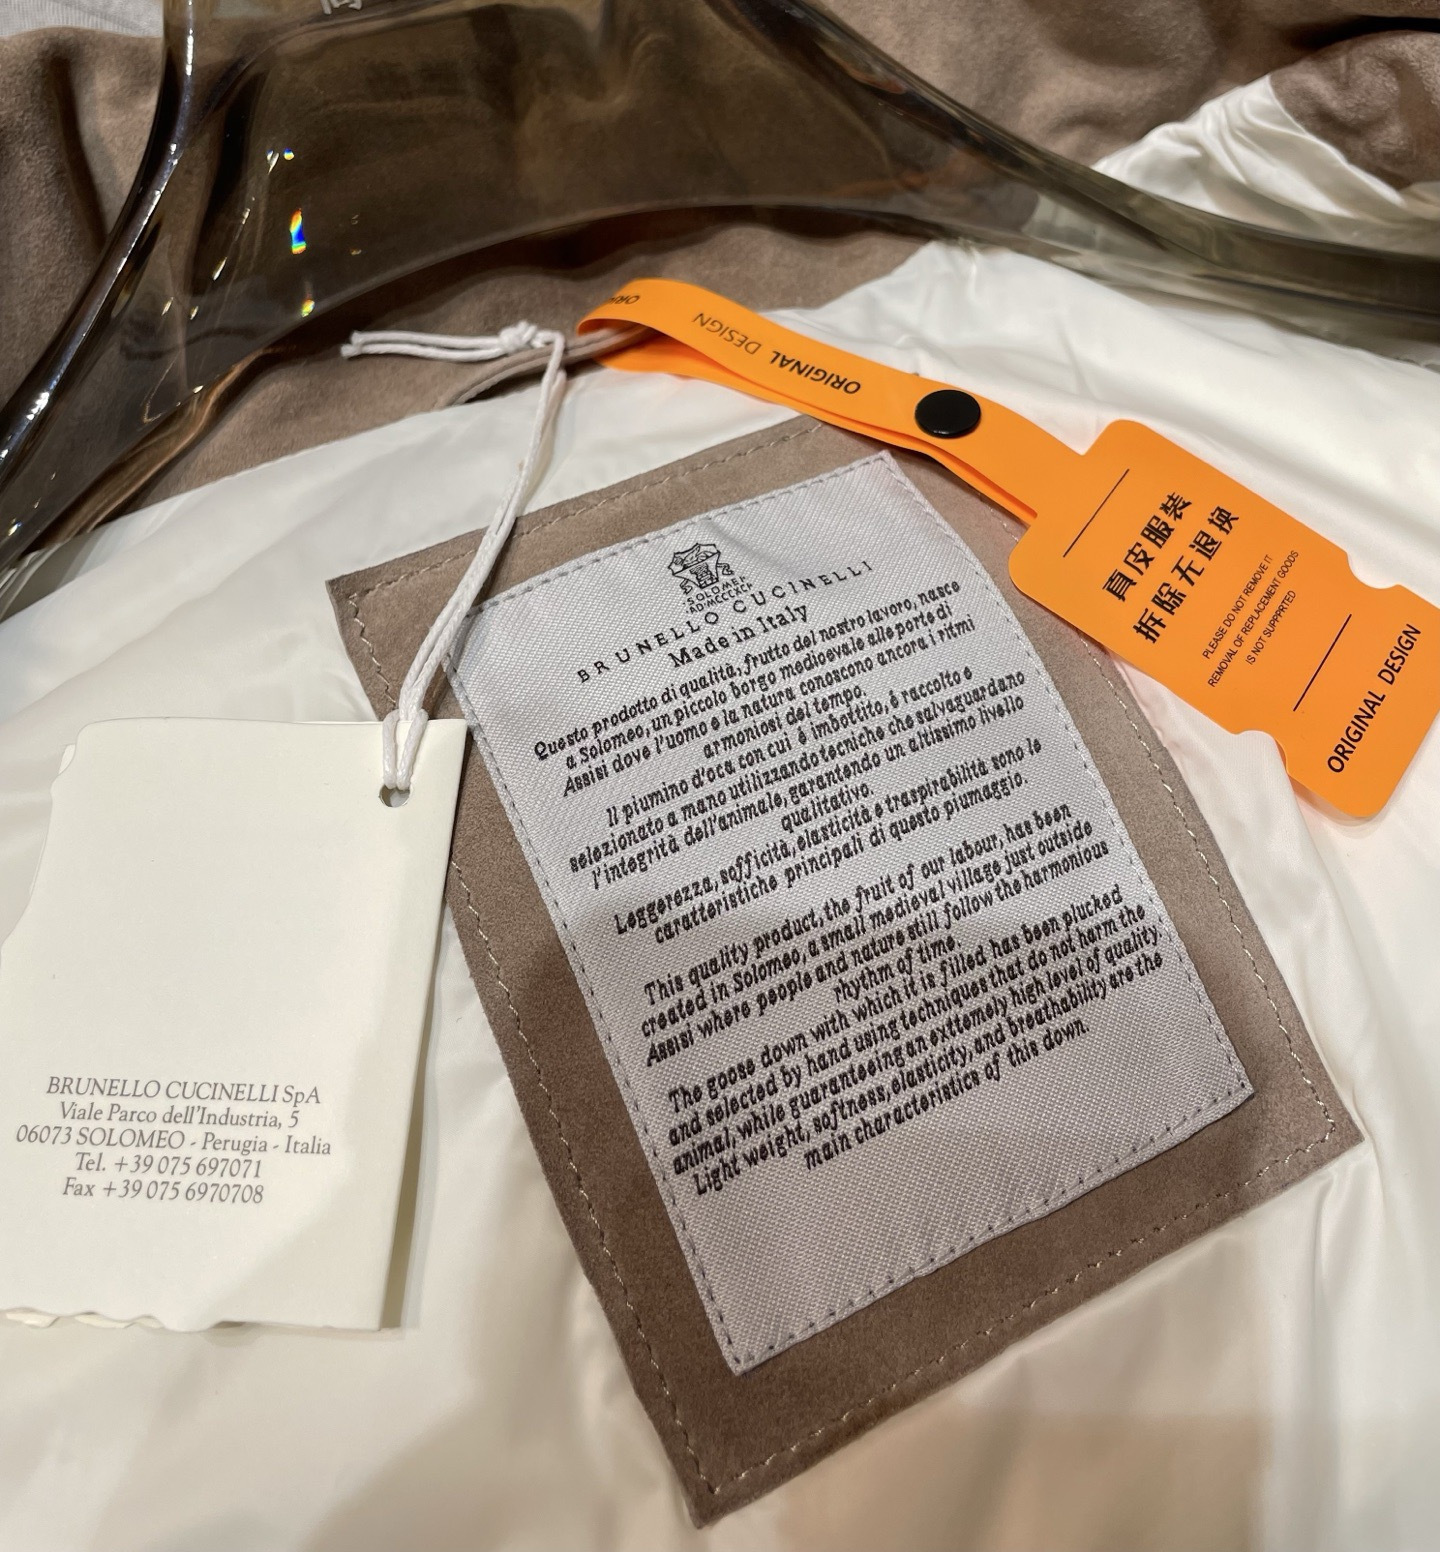 SOLOMEI
·AD·MCCCXCI·
BRUNELLO CUCINELLI
Made in Italy
Questo prodotto di qualità, frutto del nostro lavoro, nasce
a Solomeo, un piccolo borgo medioevale alle porte di
Assisi dove l'uomo e la natura conoscono ancora i ritmi
armoniosi del tempo.
Il piumino d'oca con cui è imbottito, è raccolto e
selezionato a mano utilizzando tecniche che salvaguardano
l'integrità dell'animale, garantendo un altissimo livello
qualitativo.
Leggerezza, sofficità, elasticità e traspirabilità sono le
caratteristiche principali di questo piumaggio.
This quality product, the fruit of our labour, has been
created in Solomeo, a small medieval village just outside
Assisi where people and nature still follow the harmonious
rhythm of time.
The goose down with which it is filled has been plucked
and selected by hand using techniques that do not harm the
animal, while guaranteeing an exttemely high level of quality.
Light weight, softness, elasticity, and breathability are the
main characteristics of this down.
BRUNELLO CUCINELLI SpA
Viale Parco dell'Industria, 5
06073 SOLOMEO - Perugia - Italia
Tel. +39 075 697071
Fax +39 075 6970708
ORIGINAL DESIGN
真皮服装
拆除无退换
PLEASE DO NOT REMOVE IT
REMOVAL OF REPLACEMENT GOODS
IS NOT SUPPPRTED
ORIGINAL DESIGN